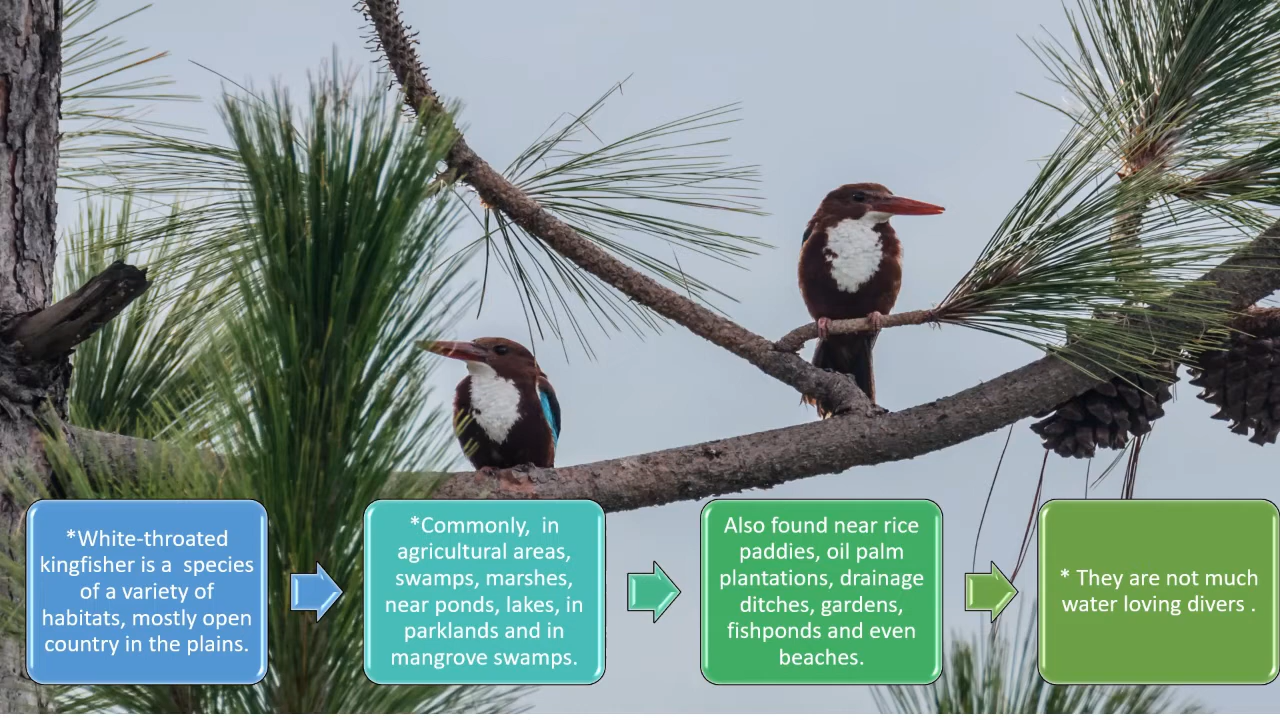 *White-throated
kingfisher is a  species
of a variety of
habitats, mostly open
country in the plains.
*Commonly,  in
agricultural areas,
swamps, marshes,
near ponds, lakes, in
parklands and in
mangrove swamps.
Also found near rice
paddies, oil palm
plantations, drainage
ditches, gardens,
fishponds and even
beaches.
* They are not much
water loving divers .